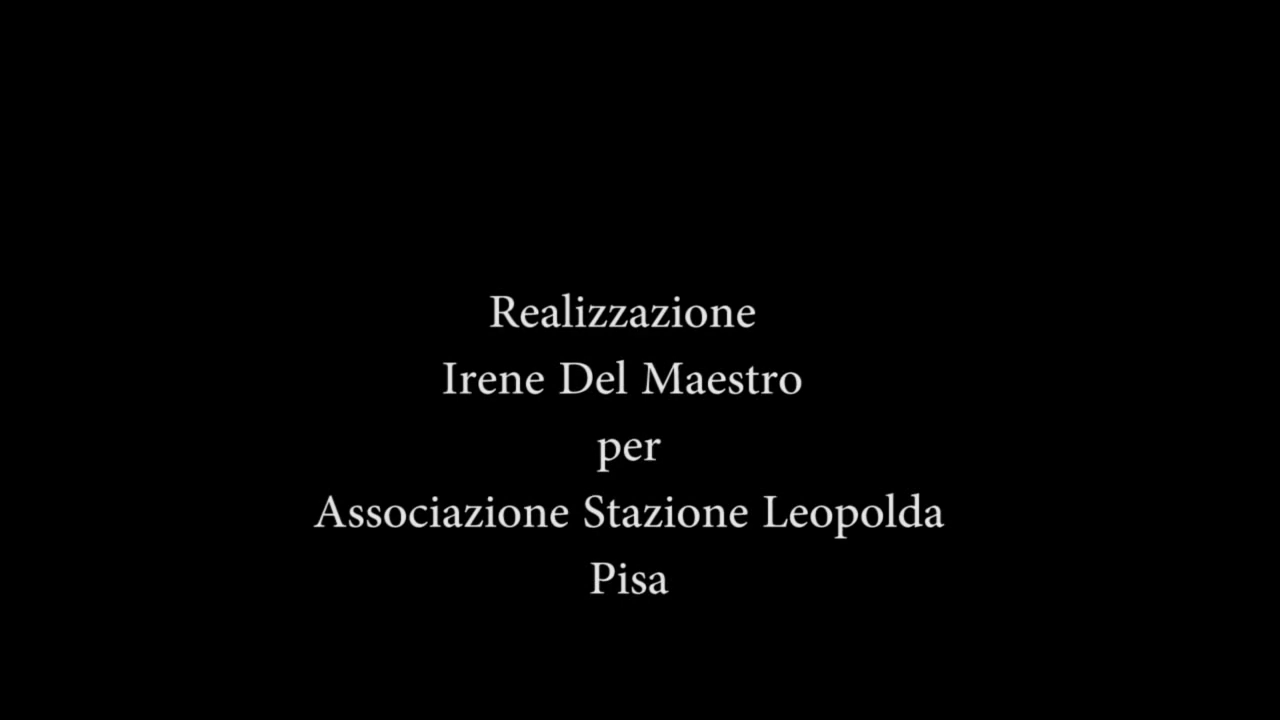 Realizzazione
Irene Del Maestro
per
Associazione Stazione Leopolda
Pisa